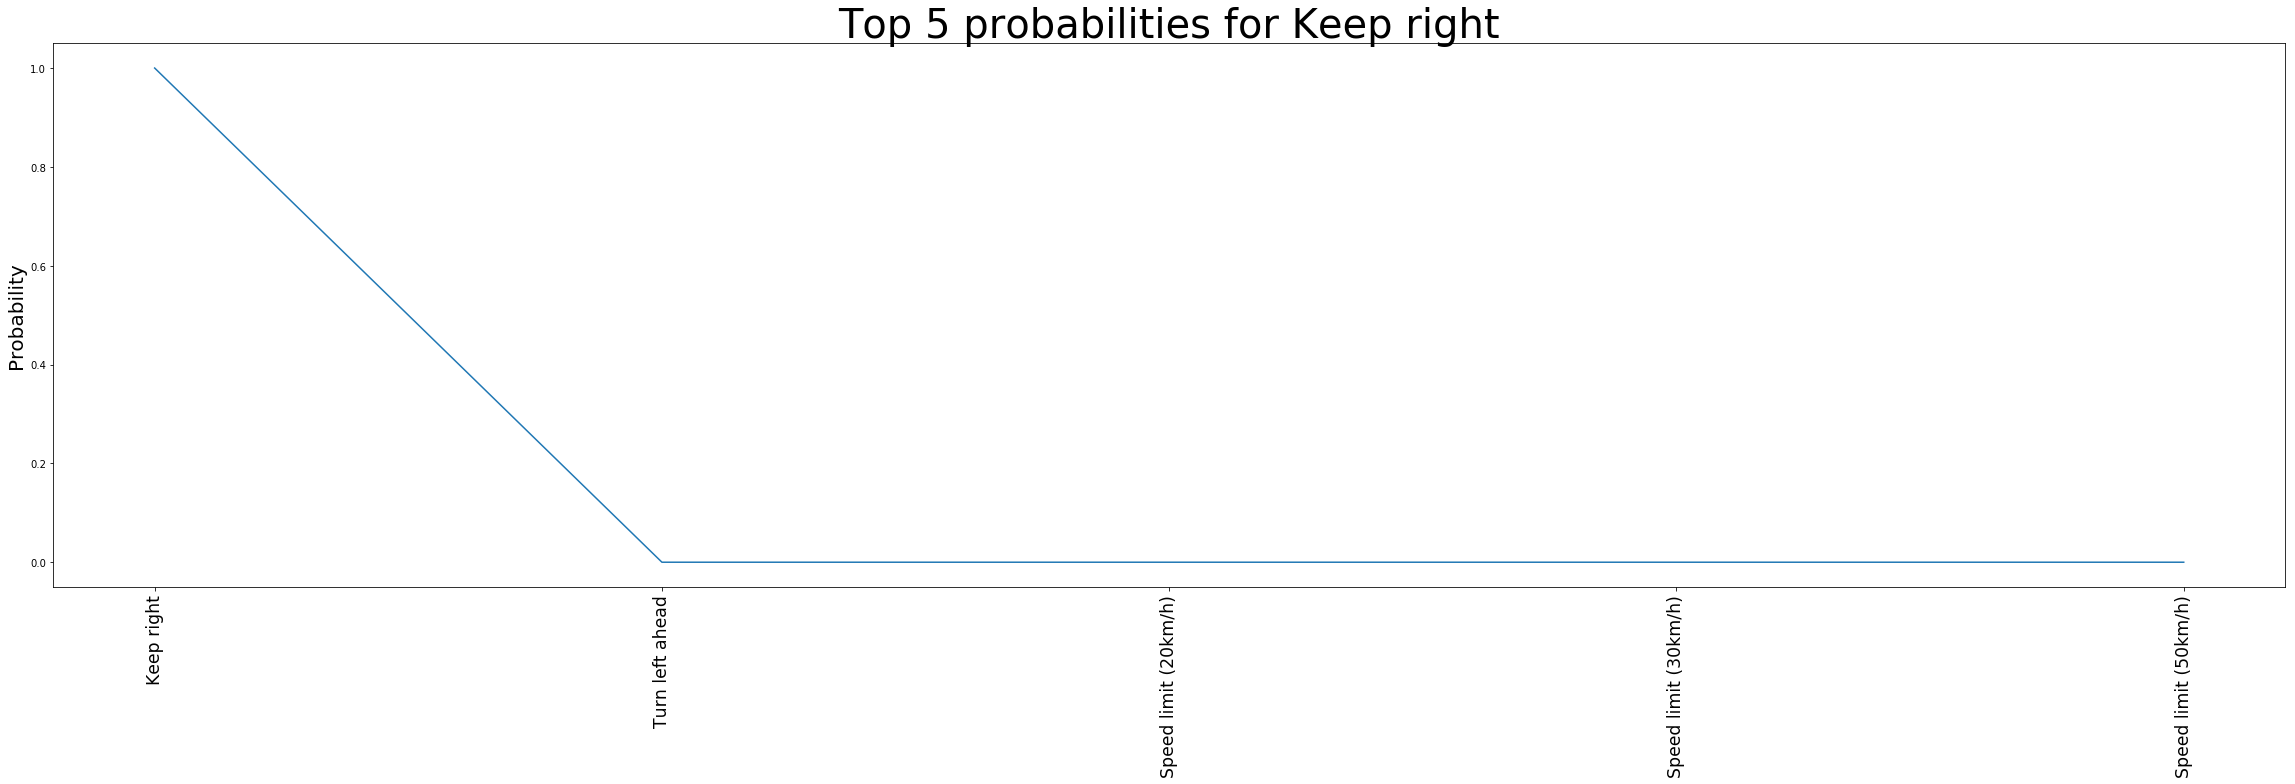 Top 5 probabilities for Keep right
1.0
0.8
0.6
0.4
0.2
0.0
Probability
Keep right
Turn left ahead
Speed limit (20km/h)
Speed limit (30km/h)
Speed limit (50km/h)